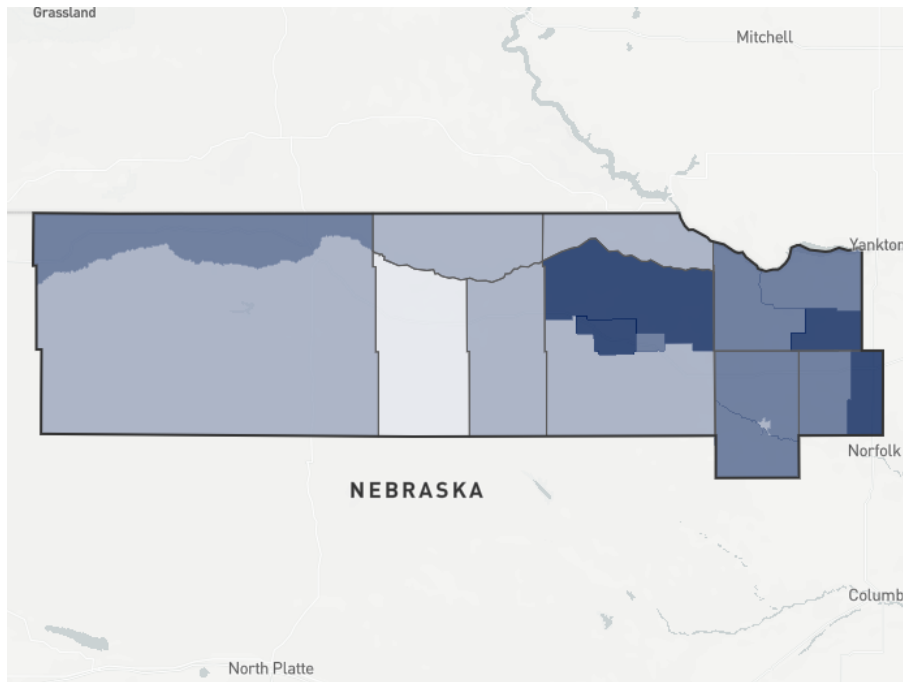 Grassland
Mitchell
Yankton
NEBRASKA
Norfolk
Columb
North Platte